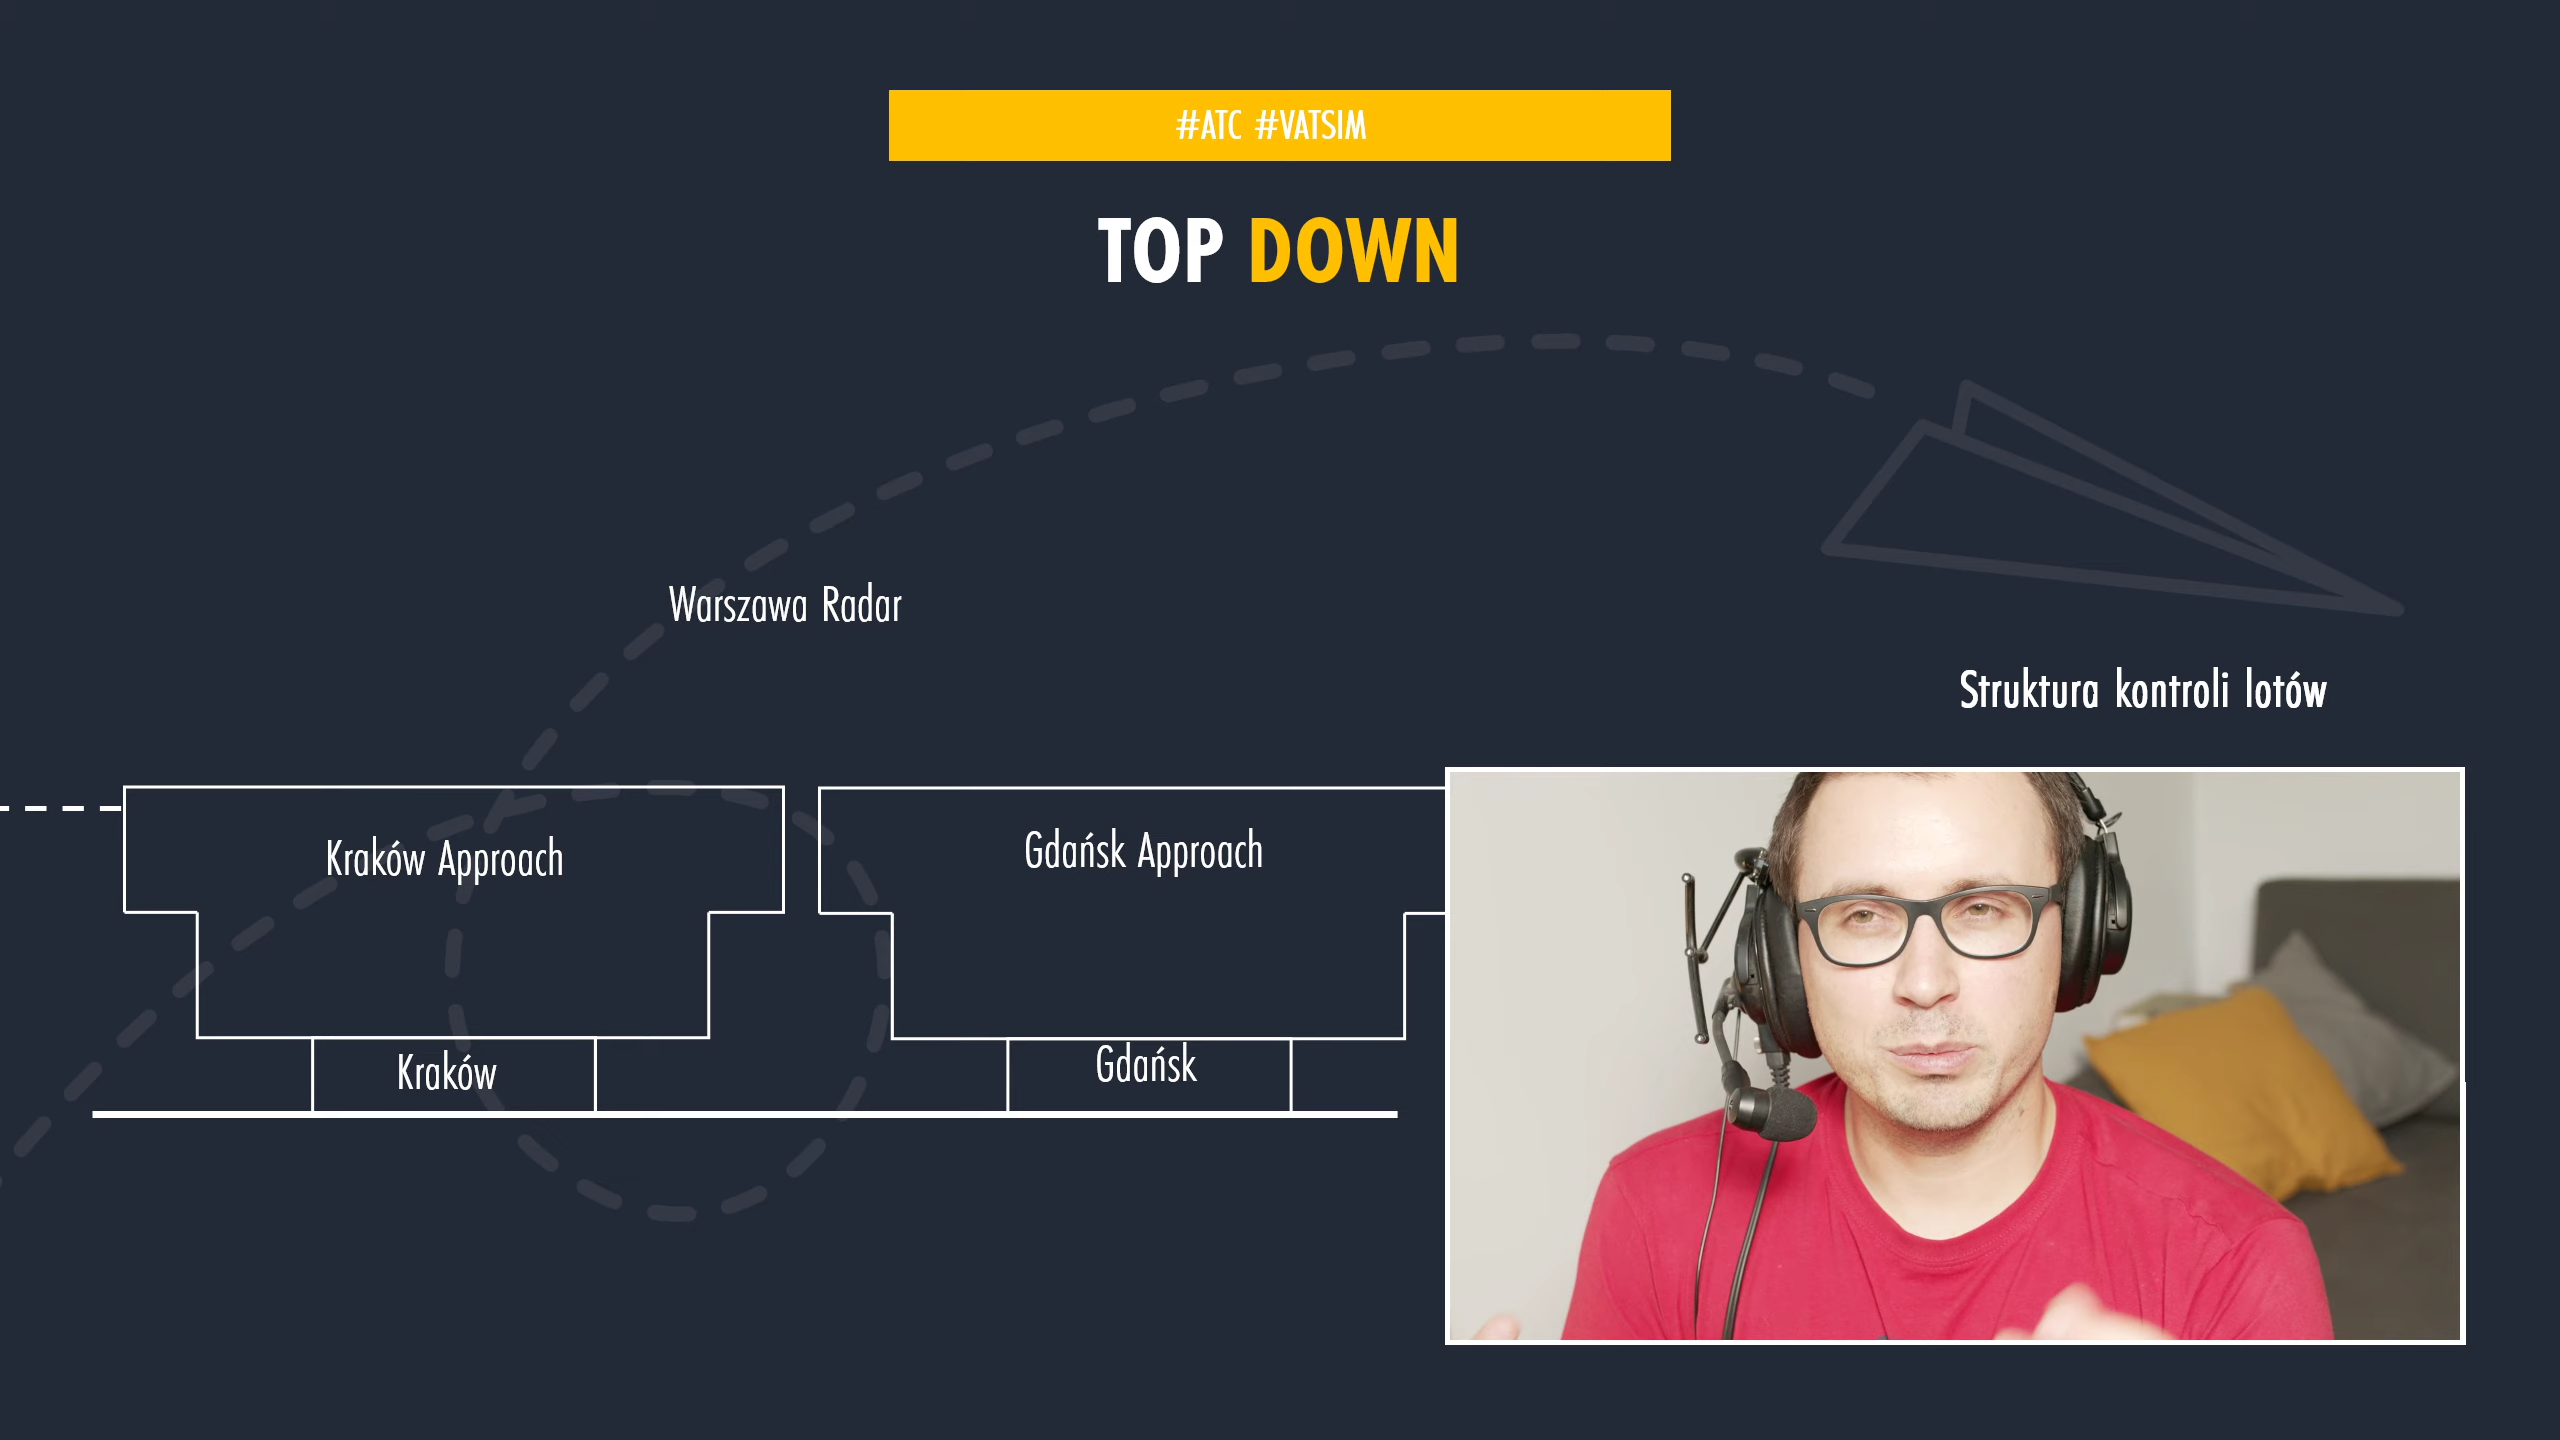 #ATC #VATSIM
TOP DOWN
Warszawa Radar
Struktura kontroli lotów
Kraków Approach
Gdańsk Approach
Kraków
Gdańsk